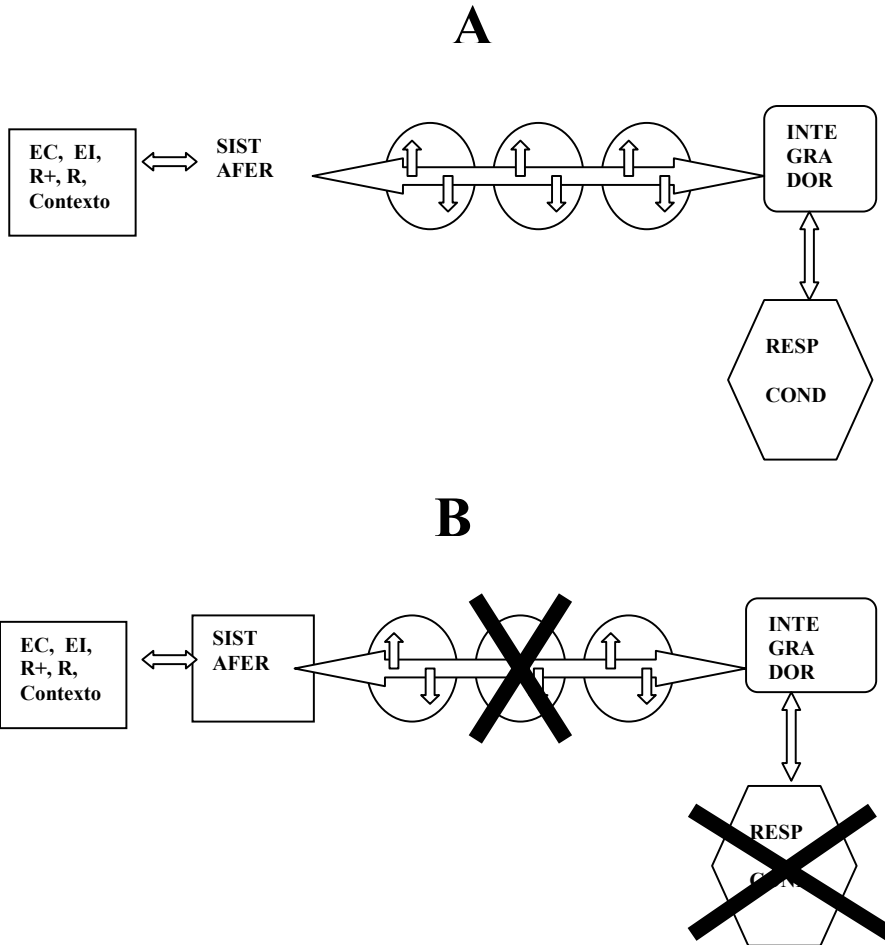 A
EC, EI,
R+, R,
Contexto
SIST
AFER
INTE
GRA
DOR
RESP
COND
B
EC, EI,
R+, R,
Contexto
SIST
AFER
INTE
GRA
DOR
RESP